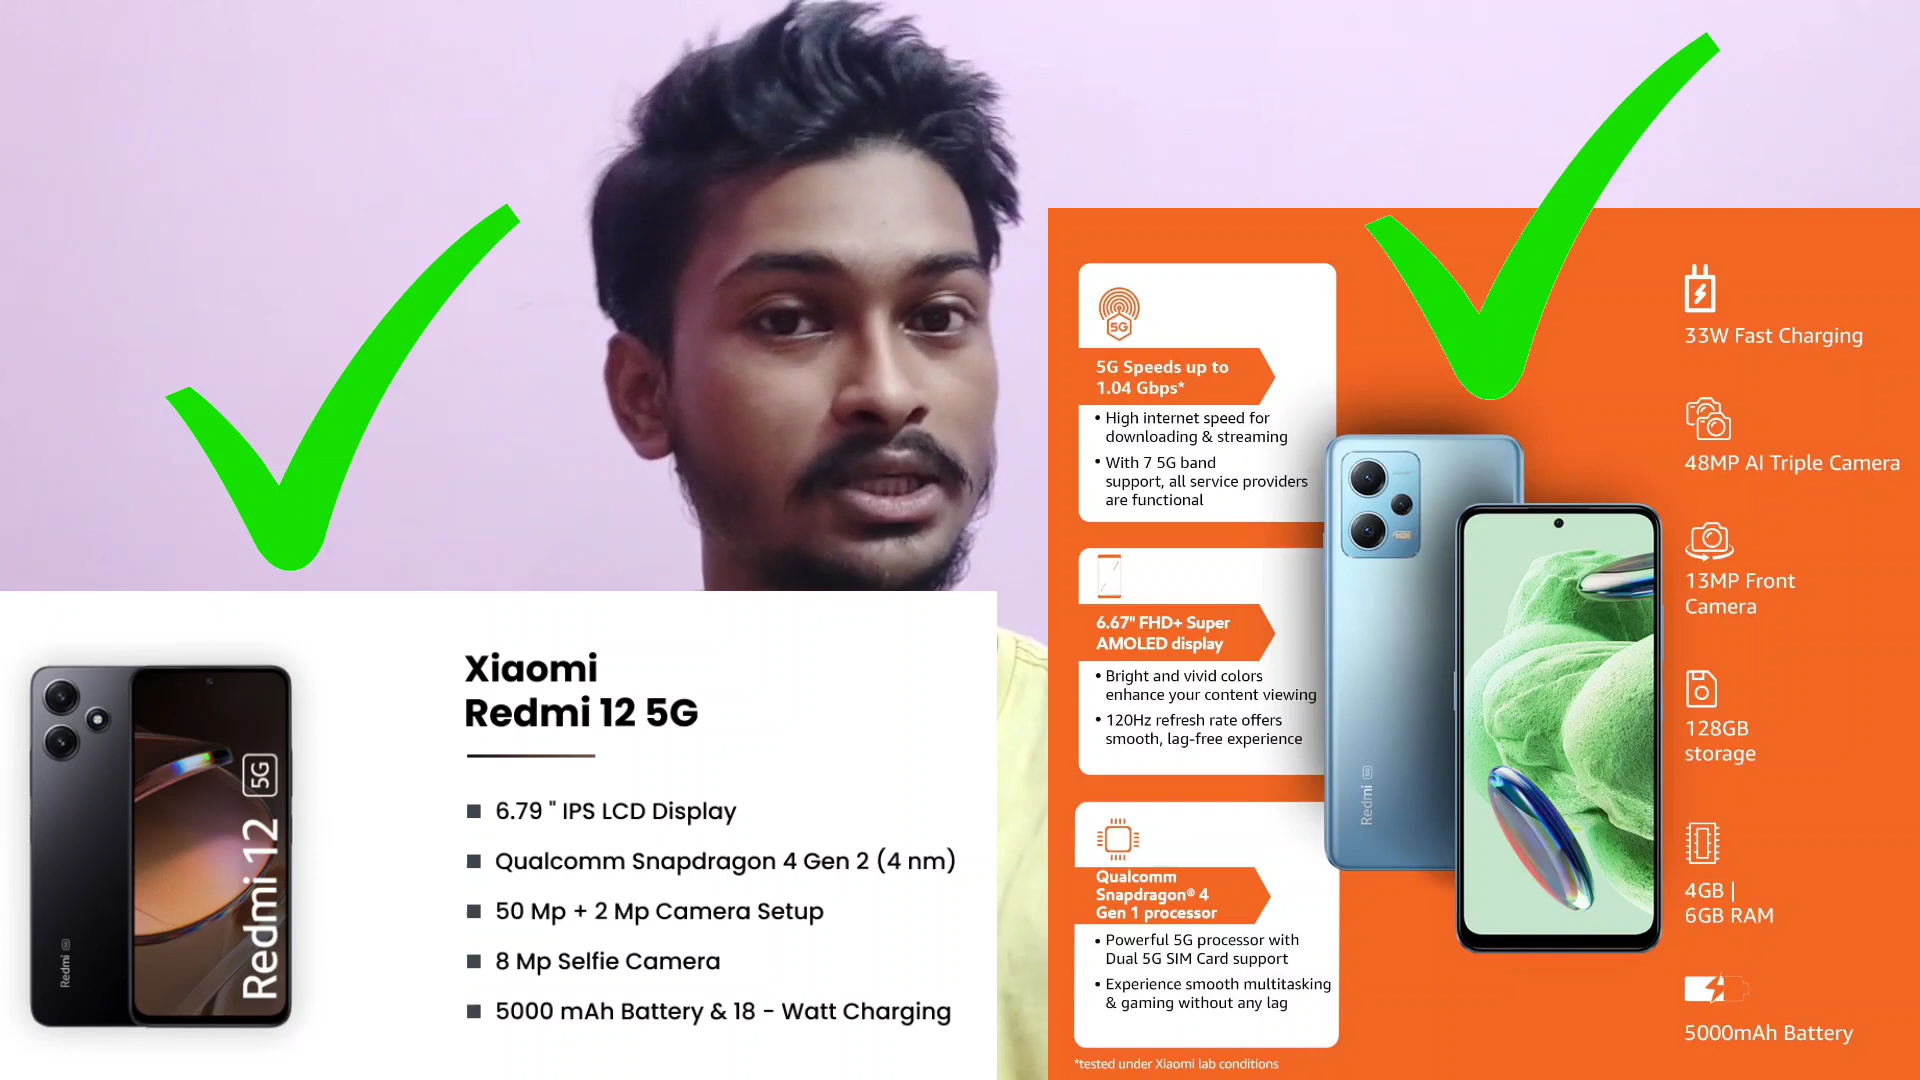 Xiaomi
Redmi 12 5G
6.79 " IPS LCD Display
Qualcomm Snapdragon 4 Gen 2 (4 nm)
50 Mp + 2 Mp Camera Setup
8 Mp Selfie Camera
5000 mAh Battery & 18 - Watt Charging
Redmi 12 5G
Redmi
5G
5G Speeds up to
1.04 Gbps*
• High internet speed for
downloading & streaming
• With 7 5G band
support, all service providers
are functional
6.67" FHD+ Super
AMOLED display
• Bright and vivid colors
enhance your content viewing
• 120Hz refresh rate offers
smooth, lag-free experience
Qualcomm
Snapdragon® 4
Gen 1 processor
• Powerful 5G processor with
Dual 5G SIM Card support
• Experience smooth multitasking
& gaming without any lag
*tested under Xiaomi lab conditions
Redmi
33W Fast Charging
48MP AI Triple Camera
13MP Front
Camera
128GB
storage
4GB |
6GB RAM
5000mAh Battery